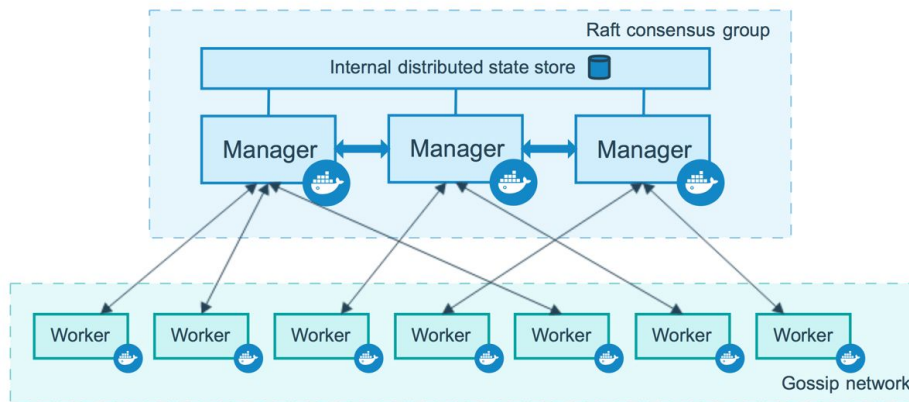 Raft consensus group
Internal distributed state store
Manager
Manager
Manager
Worker
Worker
Worker
Worker
Worker
Worker
Worker
Gossip network